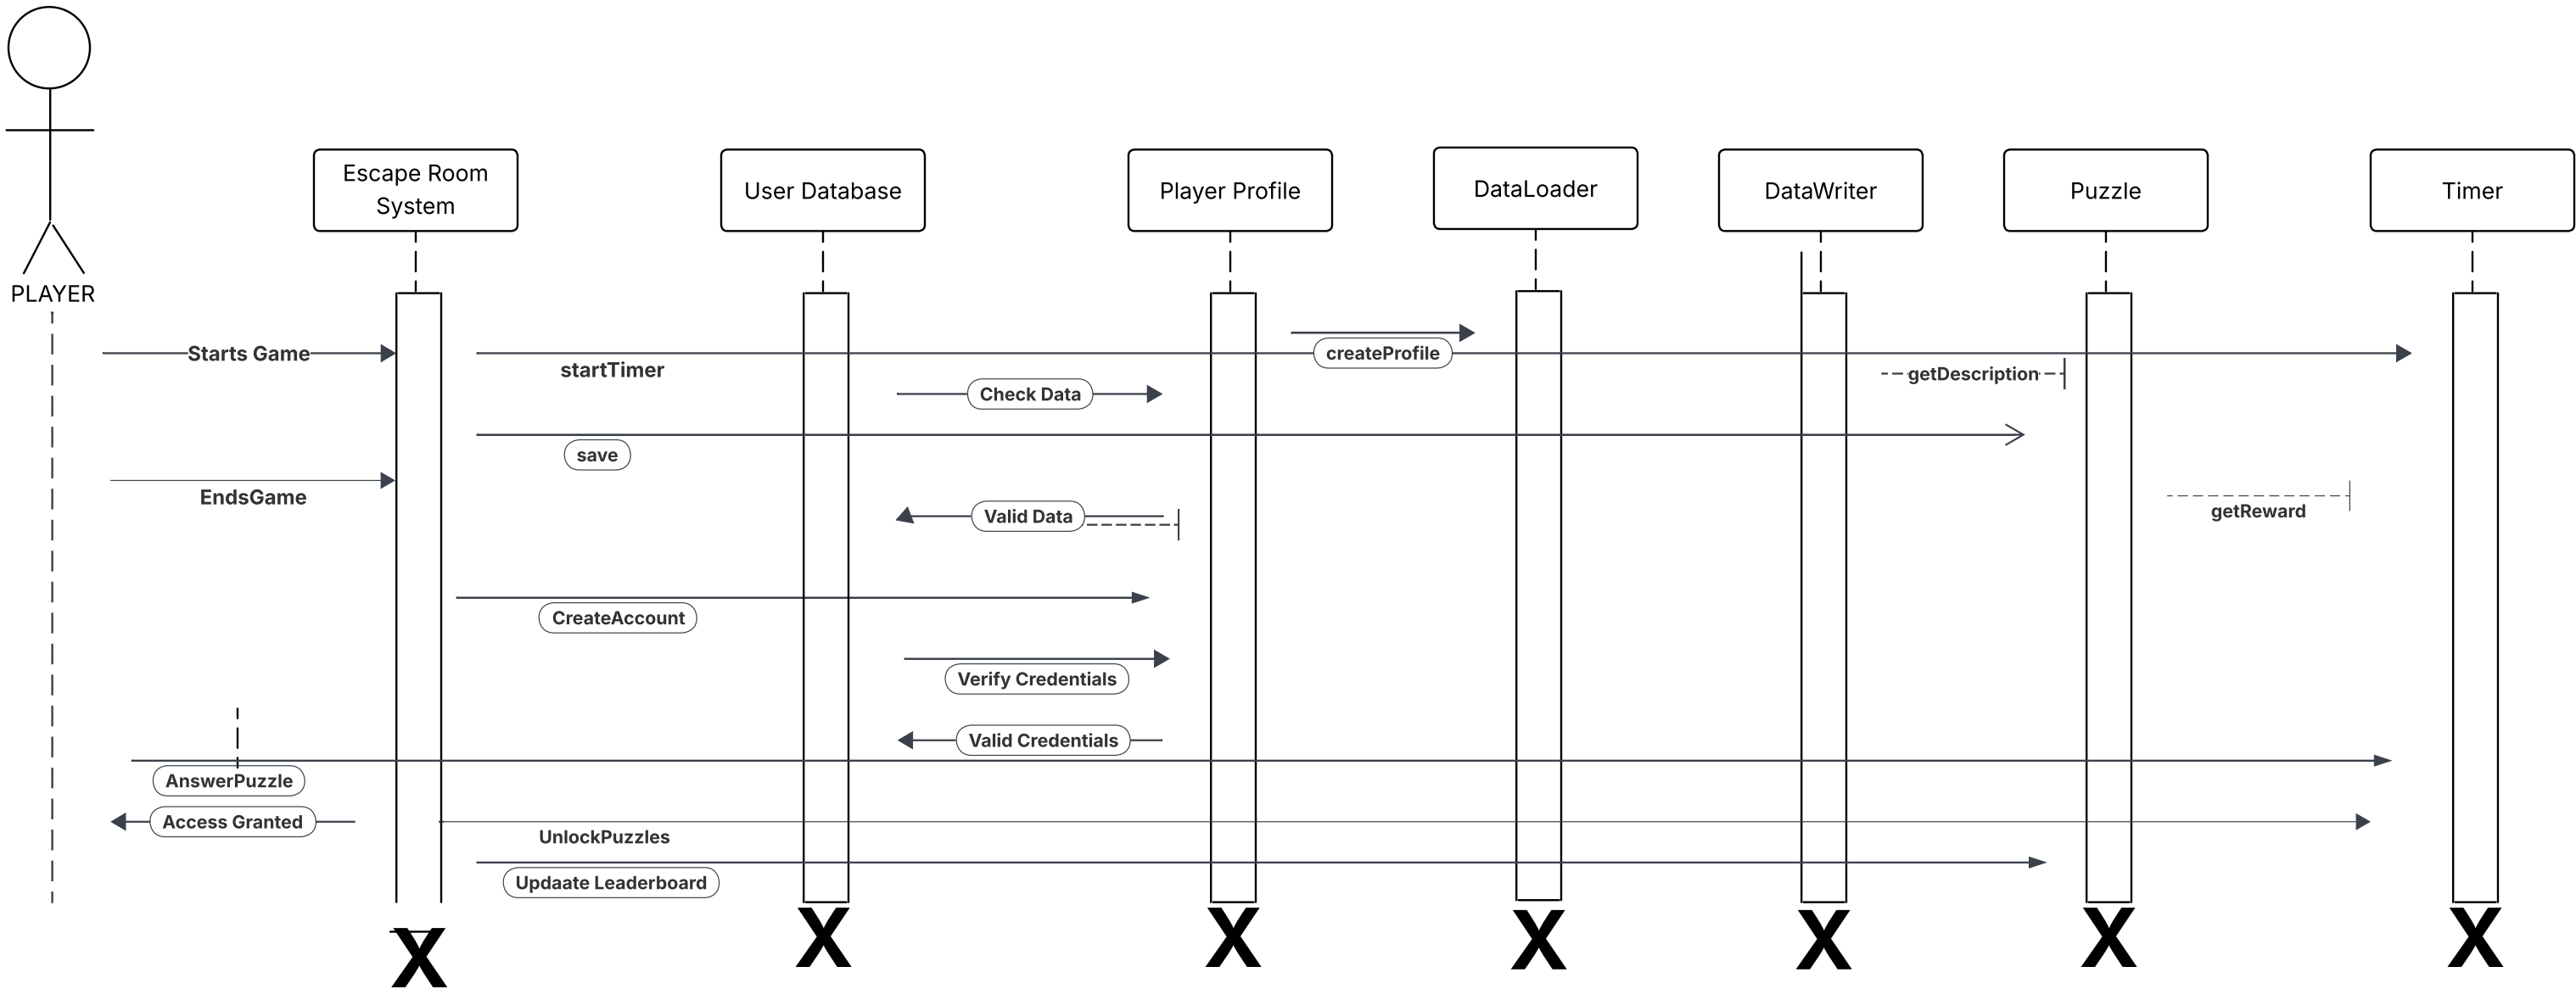 Escape Room
System
User Database
Player Profile
DataLoader
DataWriter
Puzzle
Timer
PLAYER
Starts Game
startTimer
createProfile
getDescription
Check Data
save
EndsGame
Valid Data
getReward
CreateAccount
Verify Credentials
Valid Credentials
AnswerPuzzle
Access Granted
UnlockPuzzles
Updaate Leaderboard
X
X
X
X
X
X
X